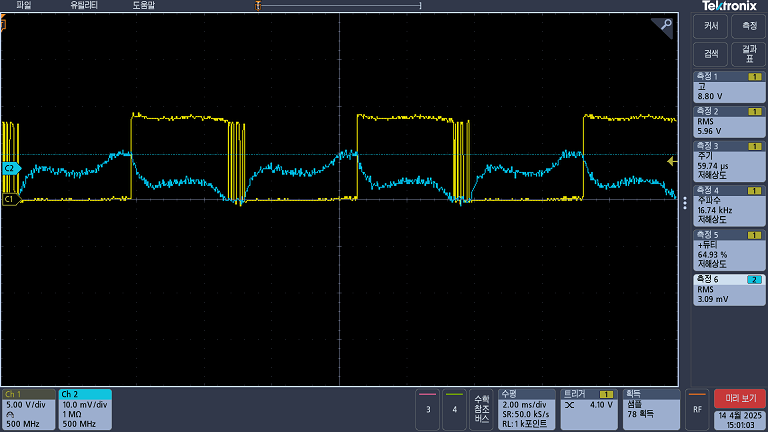 파일 유틸리티 도움말
Tektronix
T
커서 측정
검색 결과
표
측정 1 1
고
8.80 V
측정 2 1
RMS
5.96 V
측정 3 1
주기
59.74 µs
저해상도
측정 4 1
주파수
16.74 kHz
저해상도
측정 5 1
+듀티
64.93 %
저해상도
측정 6 2
RMS
3.09 mV
C2
C1
Ch 1
5.00 V/div
500 MHz
Ch 2
10.0 mV/div
1 MΩ
500 MHz
3
4
수학
참조
버스
수평
2.00 ms/div
SR:50.0 kS/s
RL:1 k포인트
트리거 1
4.10 V
획득
샘플
78 획득
RF
미리 보기
14 4월 2025
15:01:03